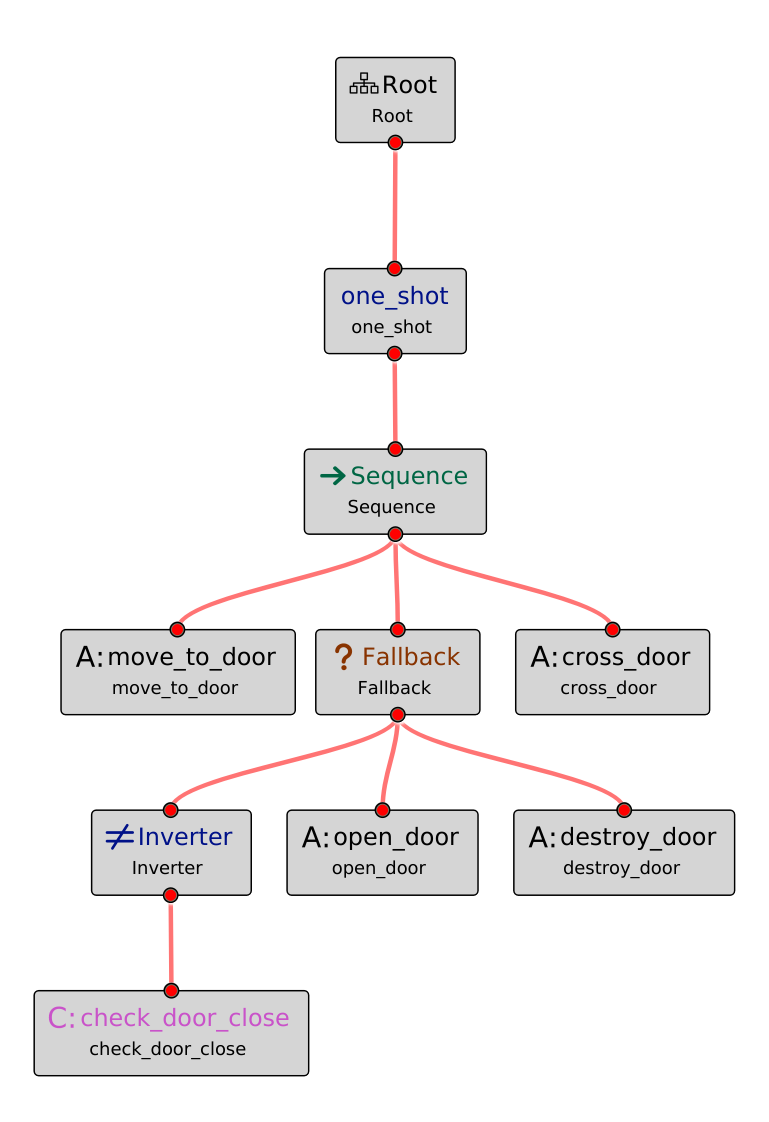 Root
Root
one_shot
one_shot
→ Sequence
Sequence
A: move_to_door
move_to_door
? Fallback
Fallback
A: cross_door
cross_door
≠ Inverter
Inverter
A: open_door
open_door
A: destroy_door
destroy_door
C: check_door_close
check_door_close